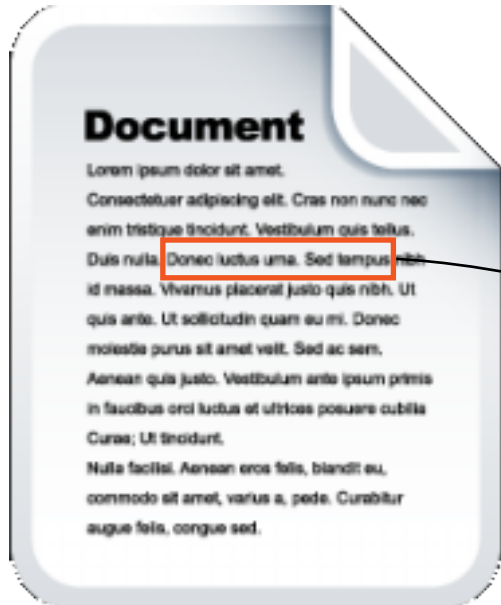 Document
Lorem ipsum dolor sit amet.
Consectetuer adipiscing elit. Cras non nunc nec
enim tristique tincidunt. Vestibulum quis tellus.
Duis nulla. Donec luctus urna. Sed tempus nibh
id massa. Vivamus placerat justo quis nibh. Ut
quis ante. Ut sollicitudin quam eu mi. Donec
molestie purus sit amet velit. Sed ac sem.
Aenean quis justo. Vestibulum ante ipsum primis
in faucibus orci luctus et ultrices posuere cubilia
Curae; Ut tincidunt.
Nulla facilisi. Aenean eros felis, blandit eu,
commodo sit amet, varius a, pede. Curabitur
augue felis, congue sed.